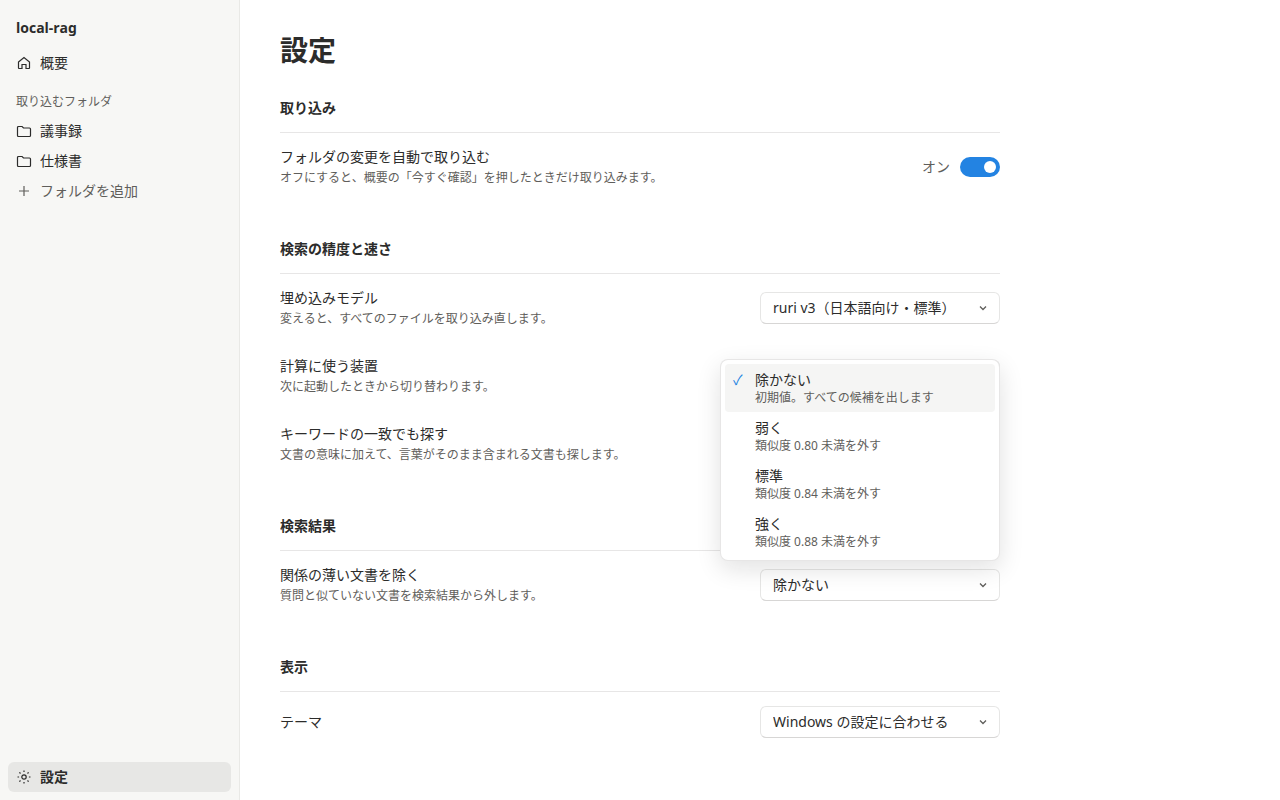 local-rag
概要
取り込むフォルダ
議事録
仕様書
フォルダを追加
設定
設定
取り込み
フォルダの変更を自動で取り込む
オフにすると、概要の「今すぐ確認」を押したときだけ取り込みます。
オン
検索の精度と速さ
埋め込みモデル
変えると、すべてのファイルを取り込み直します。
ruri v3（日本語向け・標準）
計算に使う装置
次に起動したときから切り替わります。
キーワードの一致でも探す
文書の意味に加えて、言葉がそのまま含まれる文書も探します。
除かない
初期値。すべての候補を出します
弱く
類似度 0.80 未満を外す
標準
類似度 0.84 未満を外す
強く
類似度 0.88 未満を外す
検索結果
関係の薄い文書を除く
質問と似ていない文書を検索結果から外します。
除かない
表示
テーマ
Windows の設定に合わせる